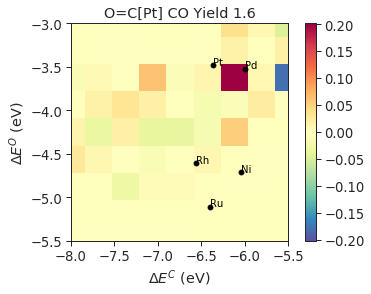 O=C[Pt] CO Yield 1.6
−3.0
−3.5
−4.0
−4.5
−5.0
−5.5
ΔE^O (eV)
Pt
Pd
Rh
Ni
Ru
−8.0 −7.5 −7.0 −6.5 −6.0 −5.5
ΔE^C (eV)
0.20
0.15
0.10
0.05
0.00
−0.05
−0.10
−0.15
−0.20